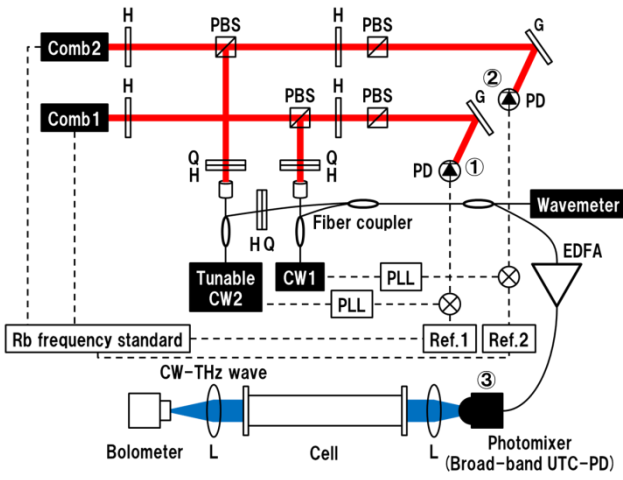 H
PBS
H
PBS
G
Comb2
②
PD
H
PBS
H
PBS
G
Comb1
PD
①
Q
H
Q
H
Fiber coupler
Wavemeter
H Q
EDFA
Tunable
CW2
CW1
PLL
PLL
Rb frequency standard
Ref.1
Ref.2
CW-THz wave
③
Bolometer
L
Cell
L
Photomixer
(Broad-band UTC-PD)